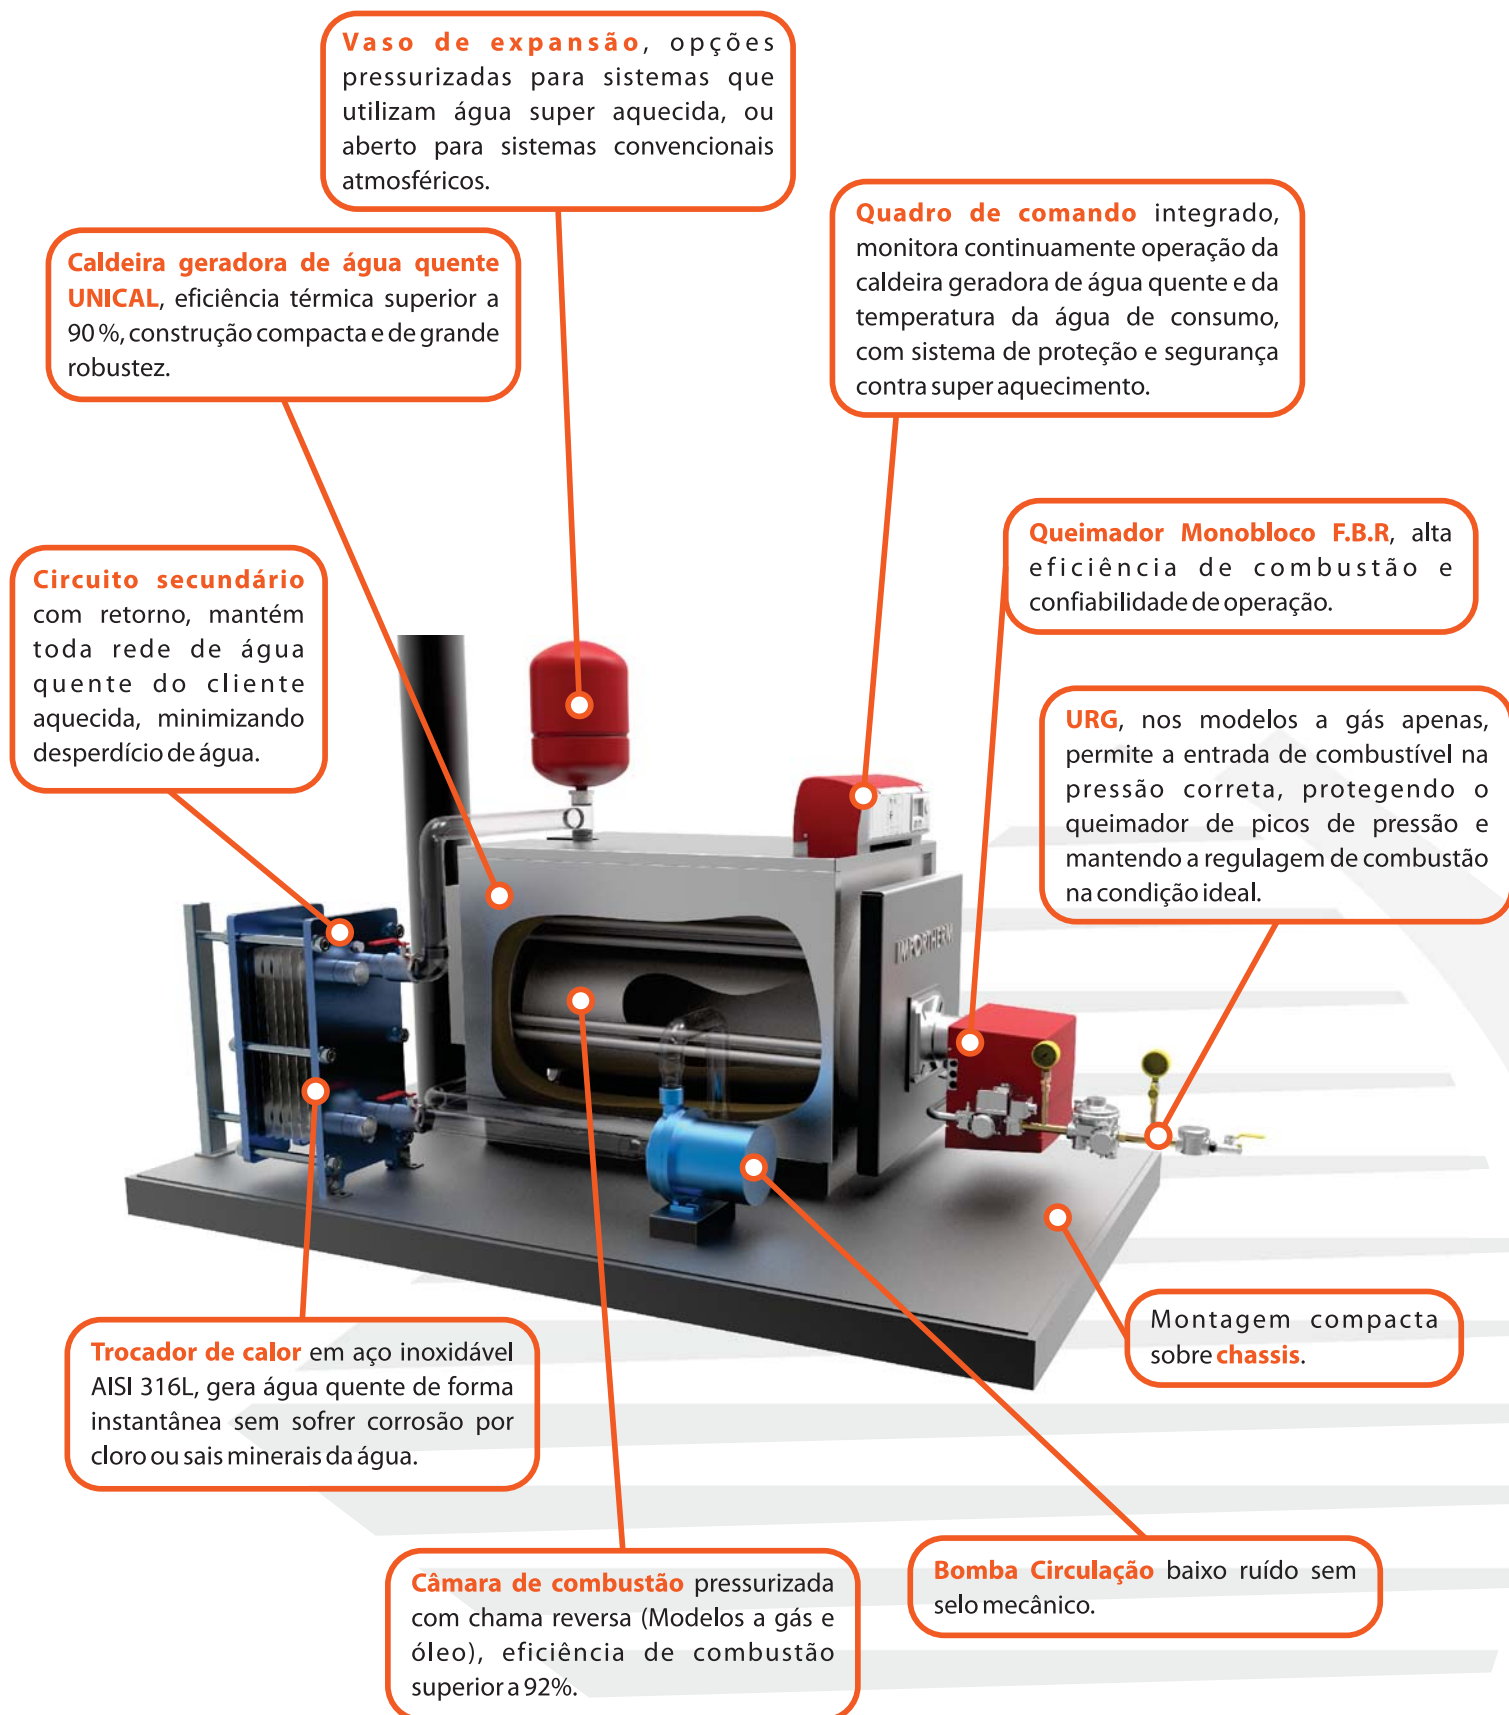 Vaso de expansão, opções
pressurizadas para sistemas que
utilizam água super aquecida, ou
aberto para sistemas convencionais
atmosféricos.
Quadro de comando integrado,
monitora continuamente operação da
caldeira geradora de água quente e da
temperatura da água de consumo,
com sistema de proteção e segurança
contra super aquecimento.
Caldeira geradora de água quente
UNICAL, eficiência térmica superior a
90 %, construção compacta e de grande
robustez.
Queimador Monobloco F.B.R, alta
eficiência de combustão e
confiabilidade de operação.
Circuito secundário
com retorno, mantém
toda rede de água
quente do cliente
aquecida, minimizando
desperdício de água.
URG, nos modelos a gás apenas,
permite a entrada de combustível na
pressão correta, protegendo o
queimador de picos de pressão e
mantendo a regulagem de combustão
na condição ideal.
IMPORTHERM
Montagem compacta
sobre chassis.
Trocador de calor em aço inoxidável
AISI 316L, gera água quente de forma
instantânea sem sofrer corrosão por
cloro ou sais minerais da água.
Bomba Circulação baixo ruído sem
selo mecânico.
Câmara de combustão pressurizada
com chama reversa (Modelos a gás e
óleo), eficiência de combustão
superior a 92%.